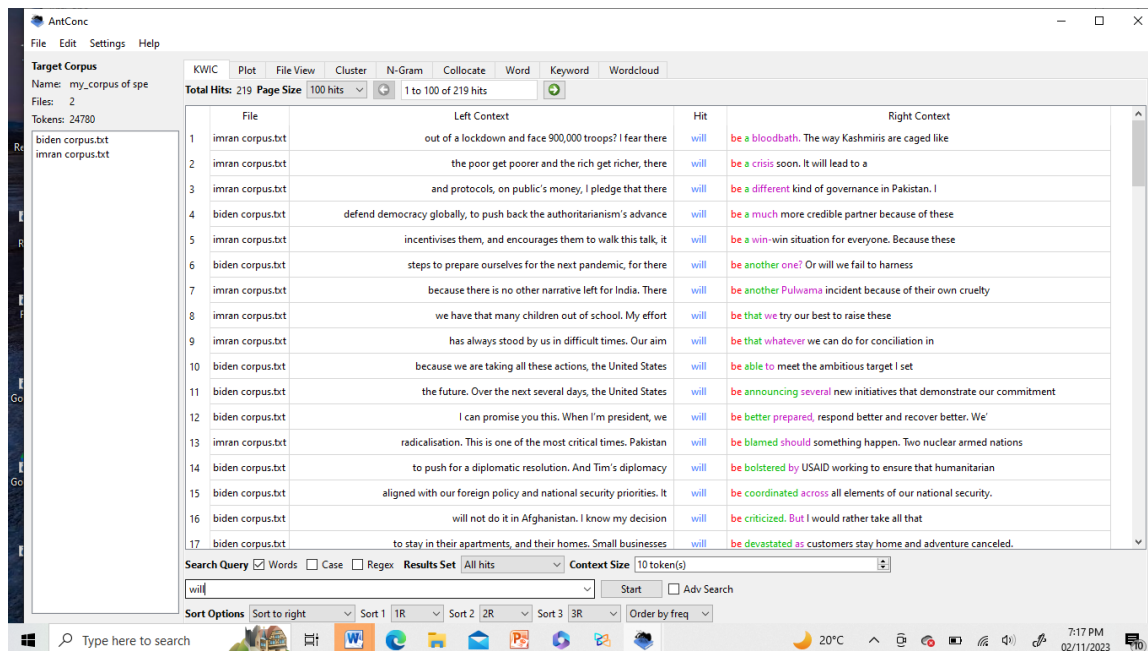 AntConc
File Edit Settings Help
Target Corpus
Name: my_corpus of spe
Files: 2
Tokens: 24780
biden corpus.txt
imran corpus.txt
KWIC Plot File View Cluster N-Gram Collocate Word Keyword Wordcloud
Total Hits: 219 Page Size 100 hits 1 to 100 of 219 hits
File Left Context Hit Right Context
1 imran corpus.txt out of a lockdown and face 900,000 troops? I fear there will be a bloodbath. The way Kashmiris are caged like
2 imran corpus.txt the poor get poorer and the rich get richer, there will be a crisis soon. It will lead to a
3 imran corpus.txt and protocols, on public's money, I pledge that there will be a different kind of governance in Pakistan. I
4 biden corpus.txt defend democracy globally, to push back the authoritarianism's advance will be a much more credible partner because of these
5 imran corpus.txt incentivises them, and encourages them to walk this talk, it will be a win-win situation for everyone. Because these
6 biden corpus.txt steps to prepare ourselves for the next pandemic, for there will be another one? Or will we fail to harness
7 imran corpus.txt because there is no other narrative left for India. There will be another Pulwama incident because of their own cruelty
8 imran corpus.txt we have that many children out of school. My effort will be that we try our best to raise these
9 imran corpus.txt has always stood by us in difficult times. Our aim will be that whatever we can do for conciliation in
10 biden corpus.txt because we are taking all these actions, the United States will be able to meet the ambitious target I set
11 biden corpus.txt the future. Over the next several days, the United States will be announcing several new initiatives that demonstrate our commitment
12 biden corpus.txt I can promise you this. When I'm president, we will be better prepared, respond better and recover better. We'
13 imran corpus.txt radicalisation. This is one of the most critical times. Pakistan will be blamed should something happen. Two nuclear armed nations
14 biden corpus.txt to push for a diplomatic resolution. And Tim's diplomacy will be bolstered by USAID working to ensure that humanitarian
15 biden corpus.txt aligned with our foreign policy and national security priorities. It will be coordinated across all elements of our national security.
16 biden corpus.txt will not do it in Afghanistan. I know my decision will be criticized. But I would rather take all that
17 biden corpus.txt to stay in their apartments, and their homes. Small businesses will be devastated as customers stay home and adventure canceled.
Search Query Words Case Regex Results Set All hits Context Size 10 token(s)
will Start Adv Search
Sort Options Sort to right Sort 1 1R Sort 2 2R Sort 3 3R Order by freq
Type here to search 20°C 7:17 PM
02/11/2023